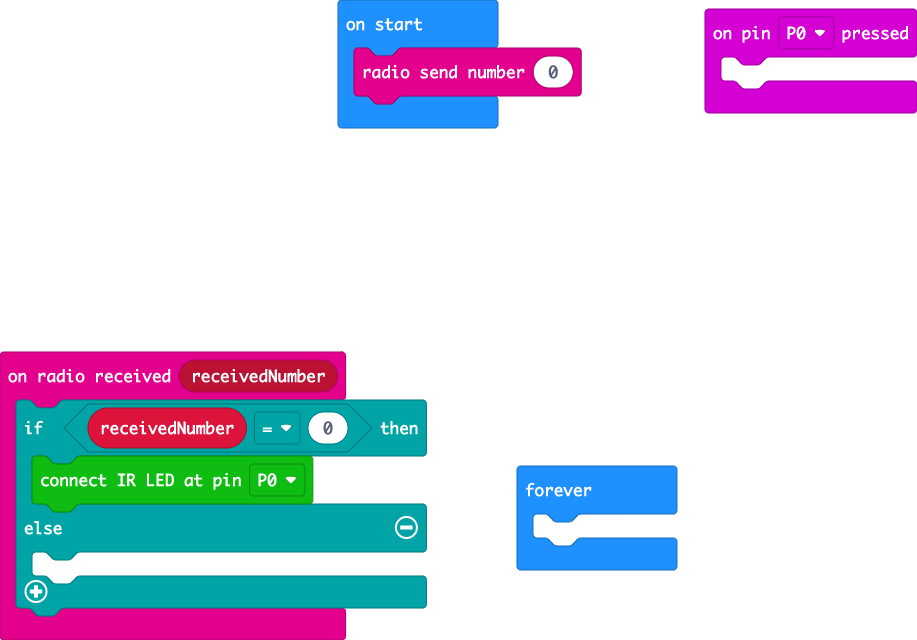 on start
radio send number 0
on pin P0 pressed
on radio received receivedNumber
if receivedNumber = 0 then
connect IR LED at pin P0
else
forever